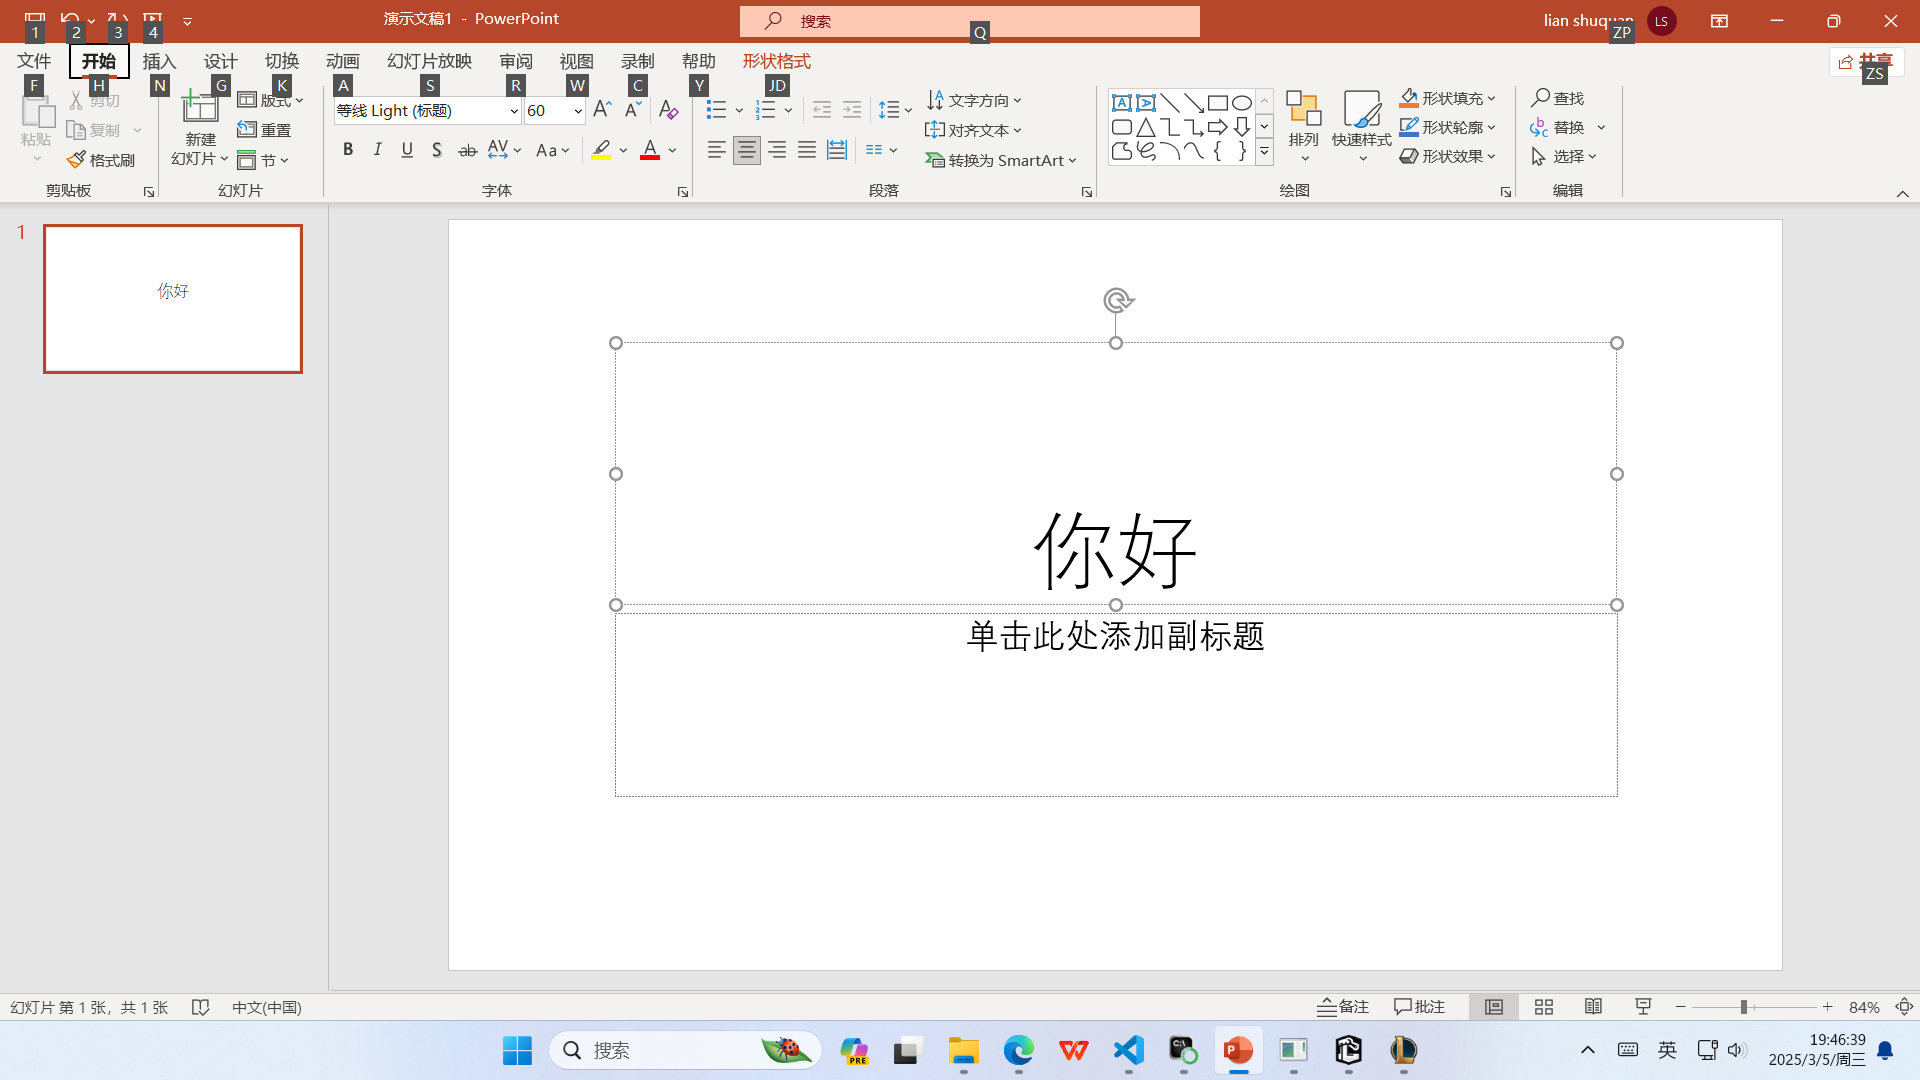 演示文稿1 - PowerPoint
搜索
lian shuquan
LS
1
2
3
4
Q
ZP
文件
开始
插入
设计
切换
动画
幻灯片放映
审阅
视图
录制
帮助
形状格式
共享
F
H
N
G
K
A
S
R
W
C
Y
JD
ZS
粘贴
剪切
复制
格式刷
剪贴板
新建
幻灯片
版式
重置
节
幻灯片
等线 Light (标题)
60
字体
文字方向
对齐文本
转换为 SmartArt
段落
排列
快速样式
形状填充
形状轮廓
形状效果
绘图
查找
替换
选择
编辑
1
你好
你好
单击此处添加副标题
幻灯片 第 1 张，共 1 张
中文(中国)
备注
批注
84%
搜索
PRE
英
19:46:39
2025/3/5/周三